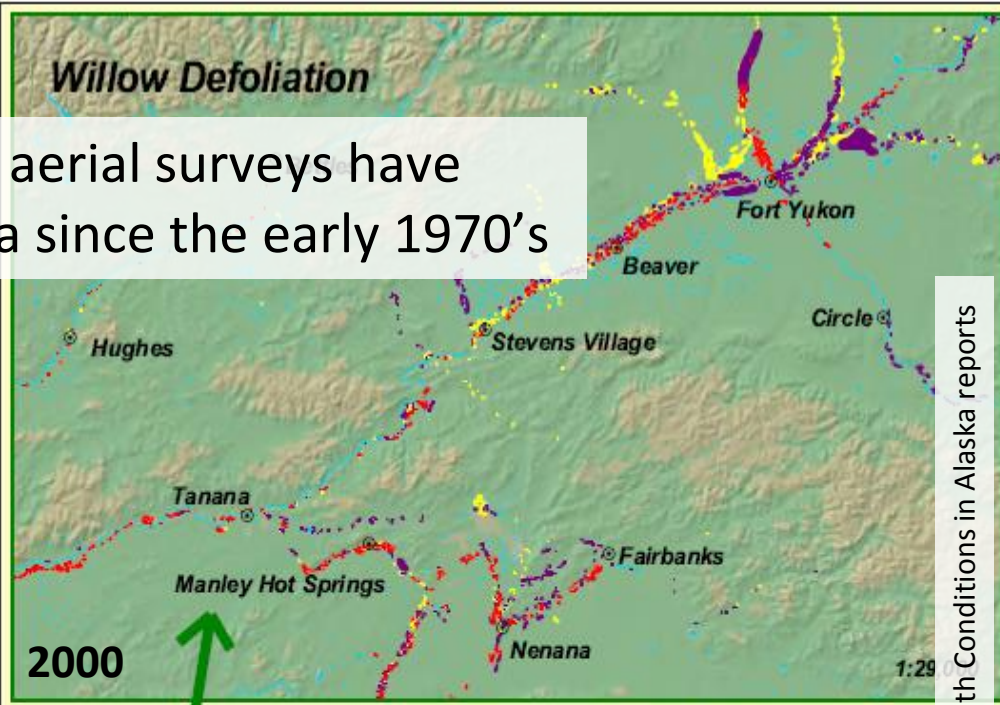 Willow Defoliation
aerial surveys have
a since the early 1970’s
Fort Yukon
Beaver
Circle
Stevens Village
Hughes
Tanana
Fairbanks
Manley Hot Springs
Nenana
2000
1:29,000
th Conditions in Alaska reports